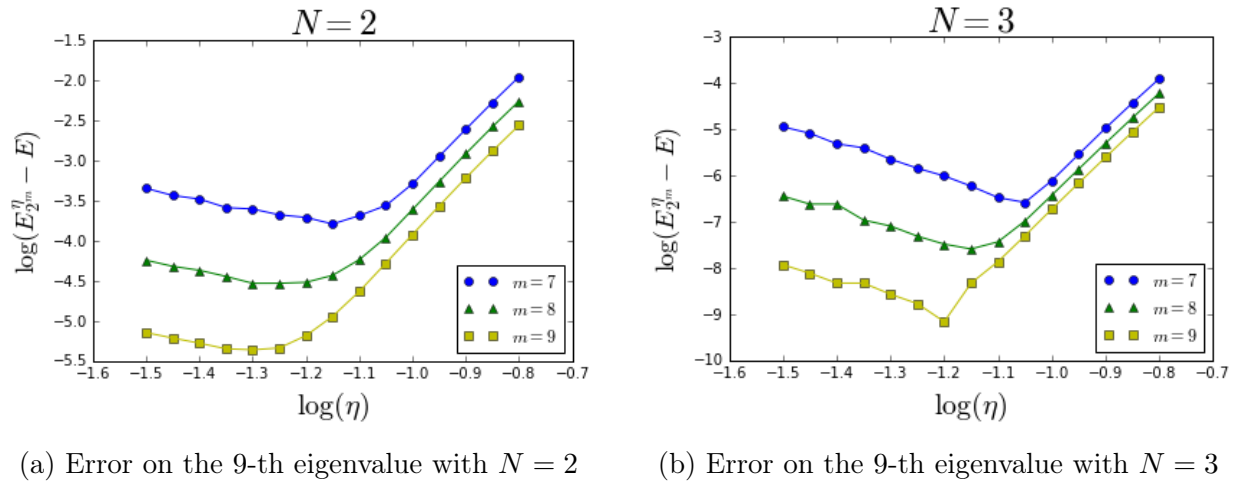 N = 2
−1.5
−2.0
−2.5
−3.0
−3.5
−4.0
−4.5
−5.0
−5.5
log(E^η_{2^m} − E)
m = 7
m = 8
m = 9
−1.6 −1.5 −1.4 −1.3 −1.2 −1.1 −1.0 −0.9 −0.8 −0.7
log(η)
(a) Error on the 9-th eigenvalue with N = 2
N = 3
−3
−4
−5
−6
−7
−8
−9
−10
log(E^η_{2^m} − E)
m = 7
m = 8
m = 9
−1.6 −1.5 −1.4 −1.3 −1.2 −1.1 −1.0 −0.9 −0.8 −0.7
log(η)
(b) Error on the 9-th eigenvalue with N = 3